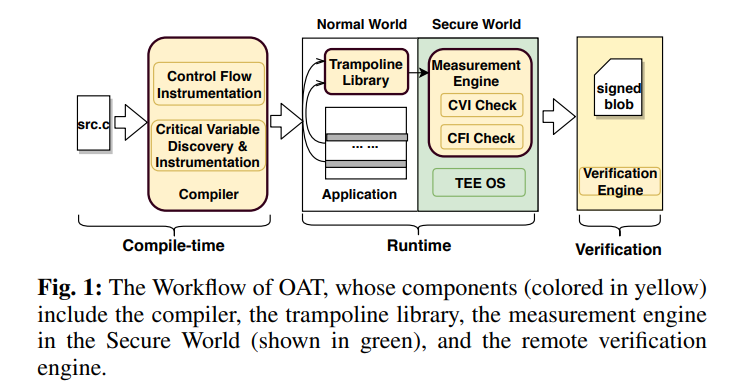 Normal World
Secure World
src.c
Control Flow
Instrumentation
Critical Variable
Discovery &
Instrumentation
Compiler
Trampoline
Library
... ...
Application
Measurement
Engine
CVI Check
CFI Check
TEE OS
signed
blob
Verification
Engine
Compile-time
Runtime
Verification
Fig. 1: The Workflow of OAT, whose components (colored in yellow)
include the compiler, the trampoline library, the measurement engine
in the Secure World (shown in green), and the remote verification
engine.